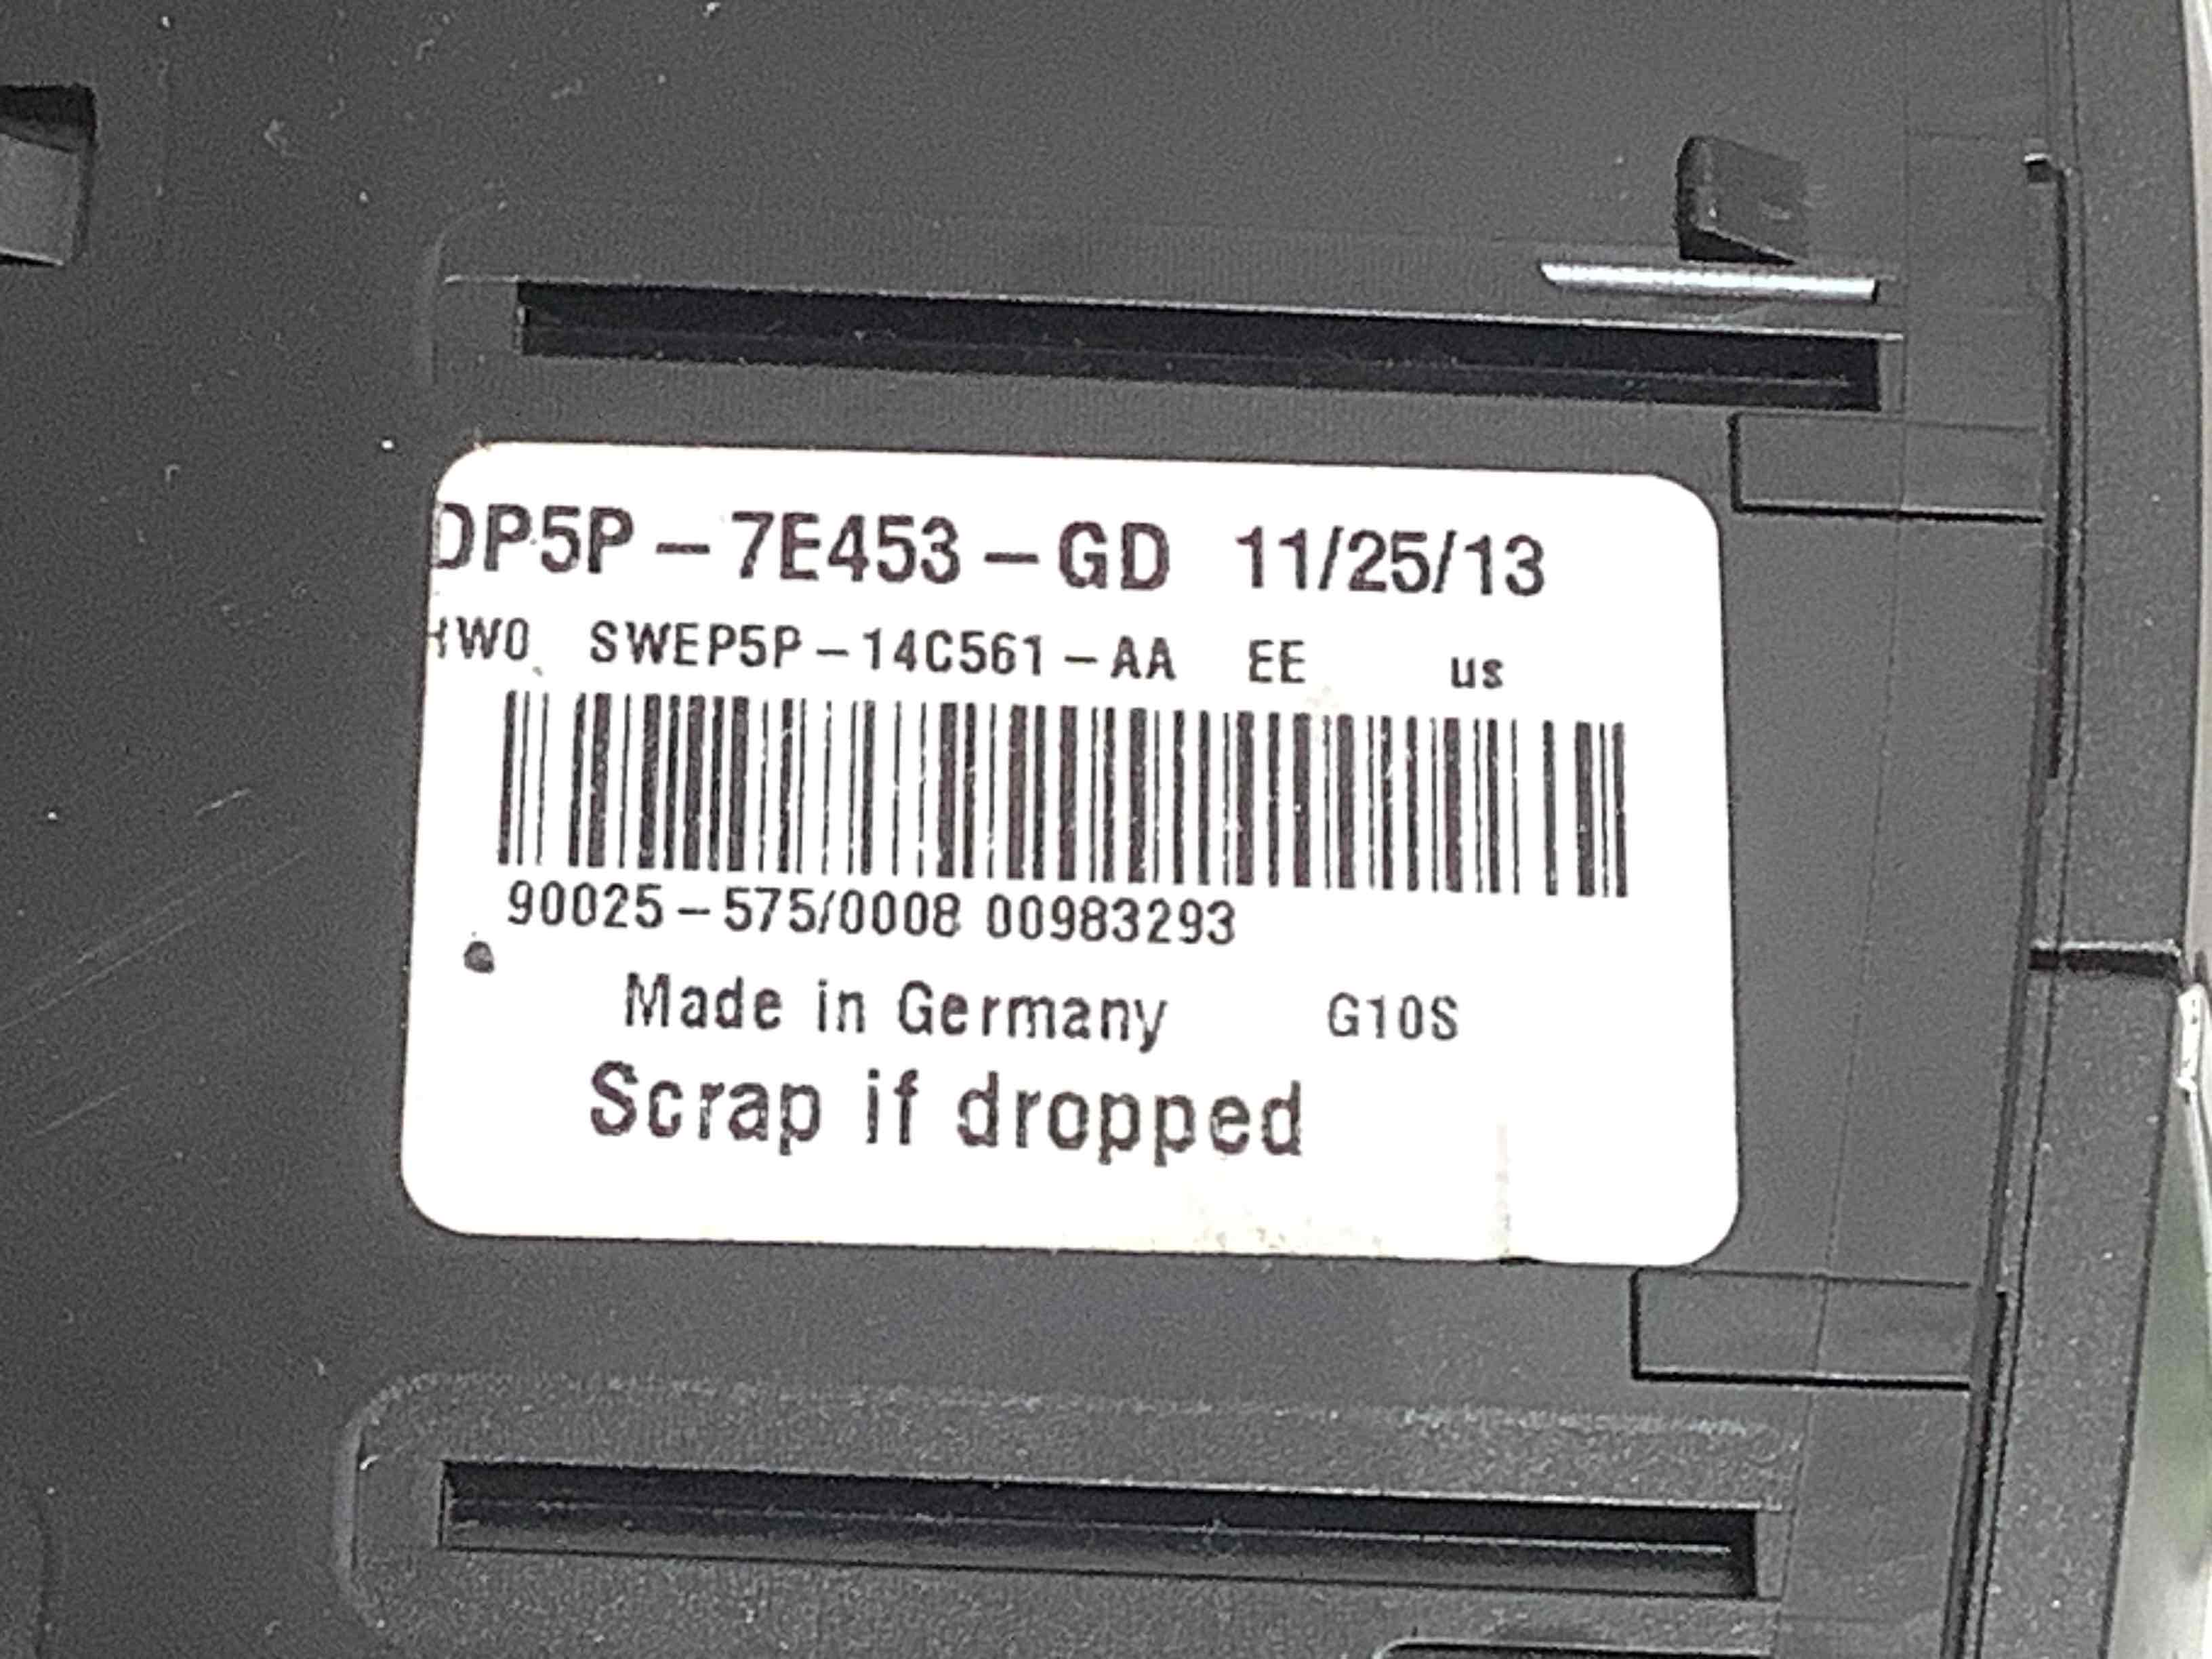 DP5P-7E453-GD 11/25/13
HW0 SWEP5P-14C561-AA EE us
90025-575/0008 00983293
Made in Germany G10S
Scrap if dropped